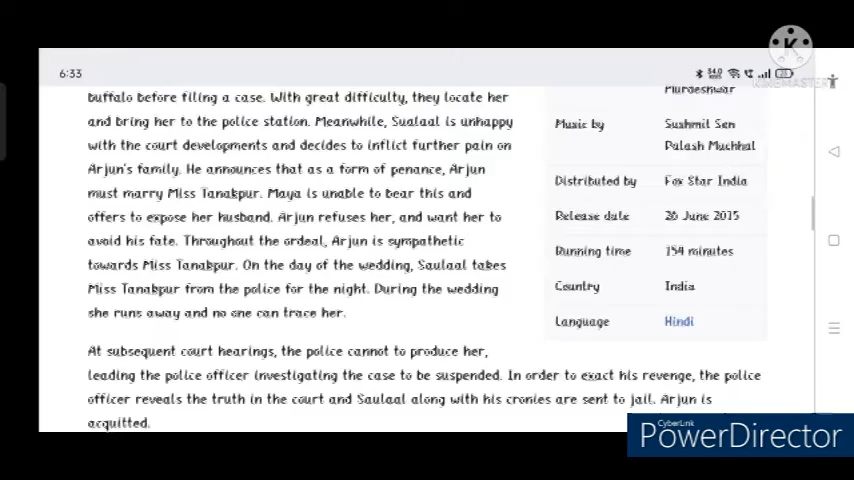 6:33
KINEMASTER
buffalo before filing a case. With great difficulty, they locate her
and bring her to the police station. Meanwhile, Sualaal is unhappy
with the court developments and decides to inflict further pain on
Arjun's family. He announces that as a form of penance, Arjun
must marry Miss Tanakpur. Maya is unable to bear this and
offers to expose her husband. Arjun refuses her, and want her to
avoid his fate. Throughout the ordeal, Arjun is sympathetic
towards Miss Tanakpur. On the day of the wedding, Saulaal takes
Miss Tanakpur from the police for the night. During the wedding
she runs away and no one can trace her.
At subsequent court hearings, the police cannot to produce her,
leading the police officer investigating the case to be suspended. In order to exact his revenge, the police
officer reveals the truth in the court and Saulaal along with his cronies are sent to jail. Arjun is
acquitted.
Murdeshwar
Music by Sushmil Sen
Palash Muchhal
Distributed by Fox Star India
Release date 26 June 2015
Running time 154 minutes
Country India
Language Hindi
CyberLink
PowerDirector